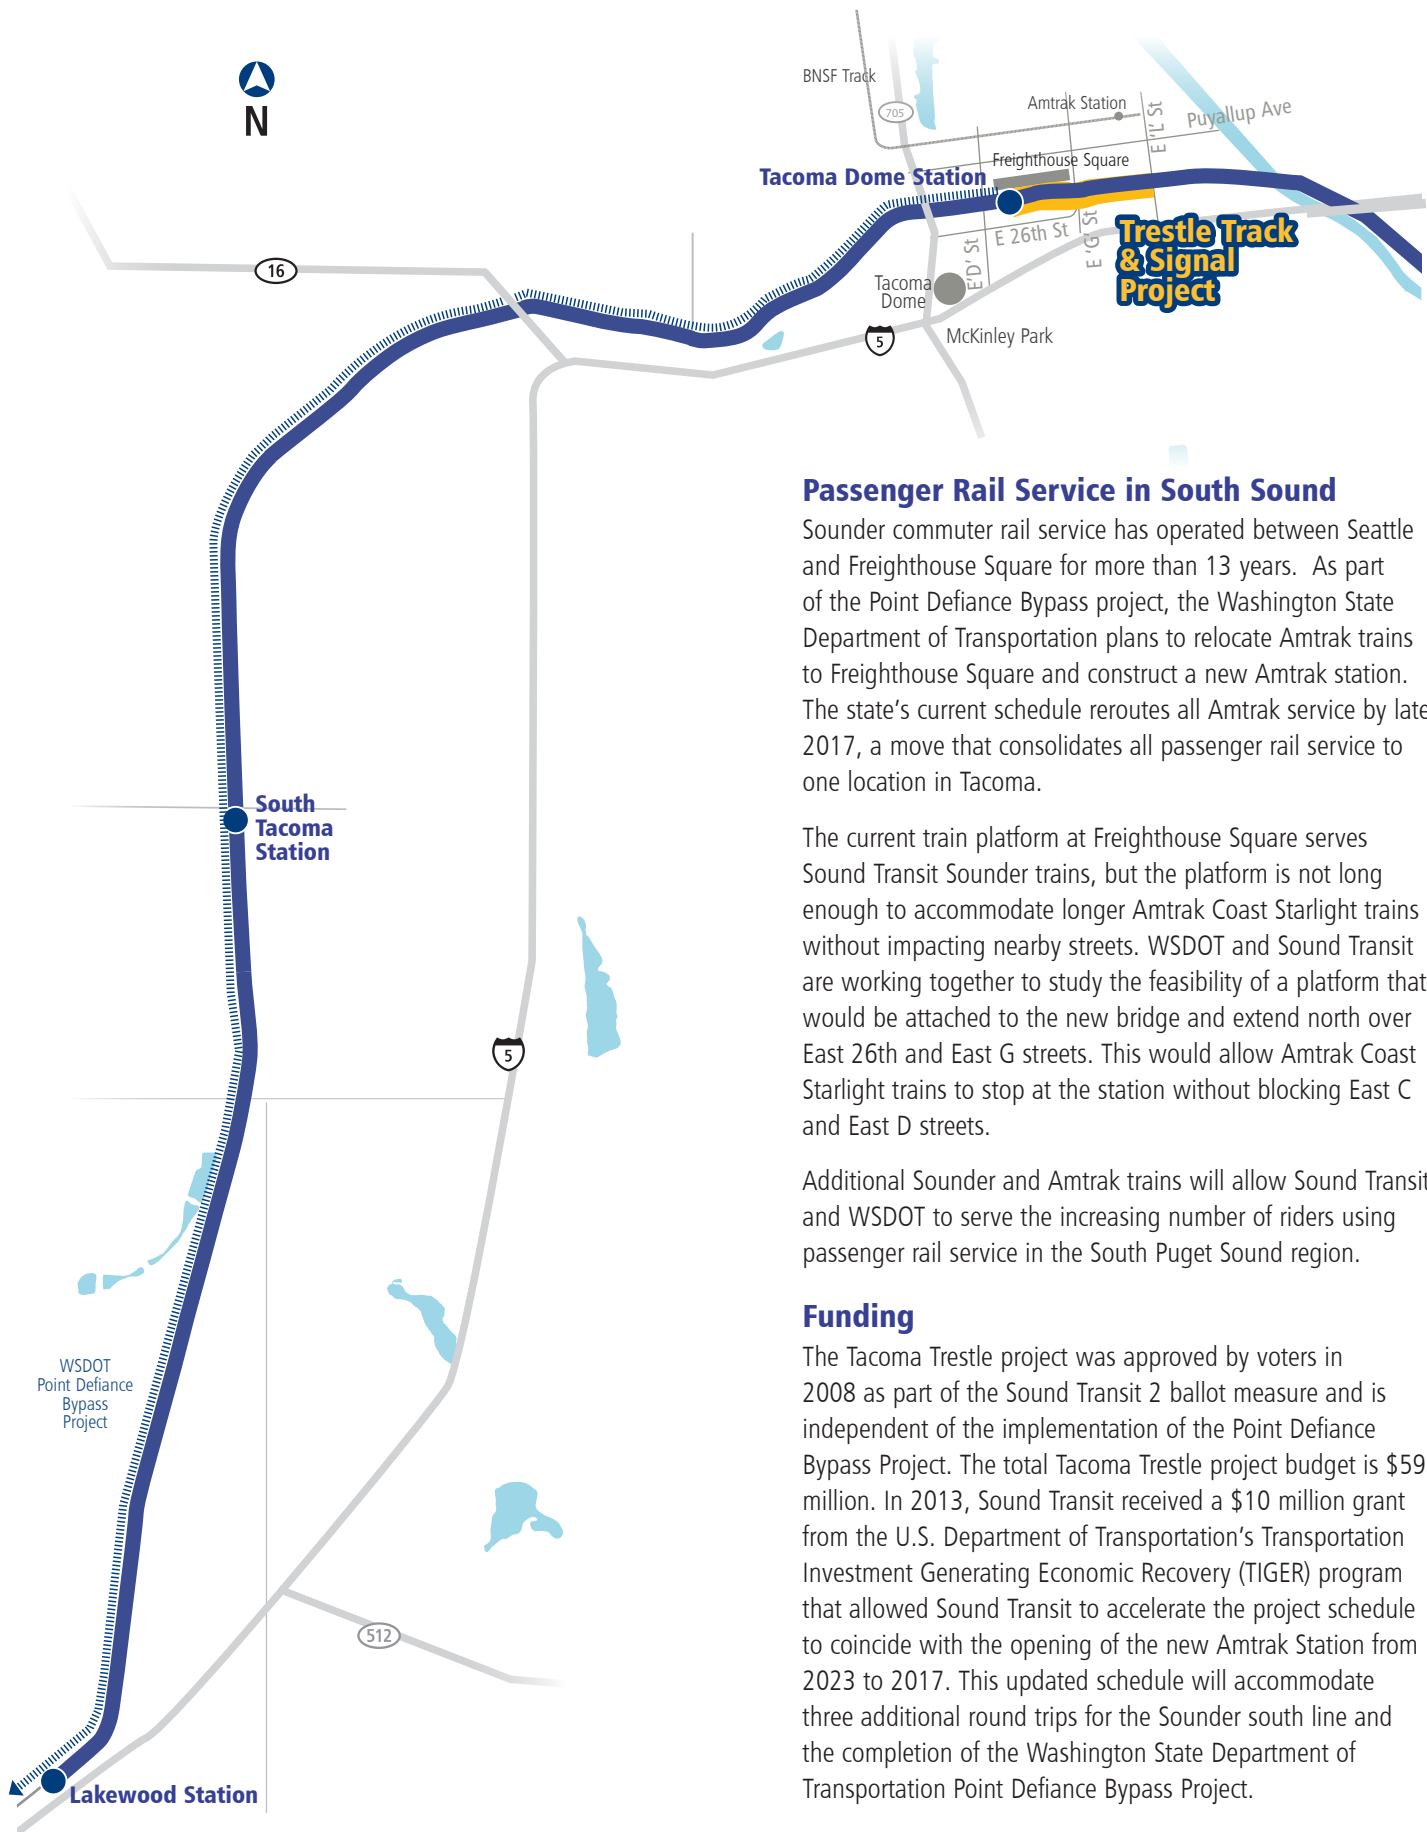 N
BNSF Track
705
Amtrak Station
E 'L' St
Puyallup Ave
Freighthouse Square
Tacoma Dome Station
E 26th St
E 'G' St
E 'D' St
Trestle Track
& Signal
Project
Tacoma
Dome
McKinley Park
5
16
South
Tacoma
Station
5
WSDOT
Point Defiance
Bypass
Project
512
Lakewood Station
Passenger Rail Service in South Sound
Sounder commuter rail service has operated between Seattle
and Freighthouse Square for more than 13 years.  As part
of the Point Defiance Bypass project, the Washington State
Department of Transportation plans to relocate Amtrak trains
to Freighthouse Square and construct a new Amtrak station.
The state's current schedule reroutes all Amtrak service by late
2017, a move that consolidates all passenger rail service to
one location in Tacoma.
The current train platform at Freighthouse Square serves
Sound Transit Sounder trains, but the platform is not long
enough to accommodate longer Amtrak Coast Starlight trains
without impacting nearby streets. WSDOT and Sound Transit
are working together to study the feasibility of a platform that
would be attached to the new bridge and extend north over
East 26th and East G streets. This would allow Amtrak Coast
Starlight trains to stop at the station without blocking East C
and East D streets.
Additional Sounder and Amtrak trains will allow Sound Transit
and WSDOT to serve the increasing number of riders using
passenger rail service in the South Puget Sound region.
Funding
The Tacoma Trestle project was approved by voters in
2008 as part of the Sound Transit 2 ballot measure and is
independent of the implementation of the Point Defiance
Bypass Project. The total Tacoma Trestle project budget is $59
million. In 2013, Sound Transit received a $10 million grant
from the U.S. Department of Transportation's Transportation
Investment Generating Economic Recovery (TIGER) program
that allowed Sound Transit to accelerate the project schedule
to coincide with the opening of the new Amtrak Station from
2023 to 2017. This updated schedule will accommodate
three additional round trips for the Sounder south line and
the completion of the Washington State Department of
Transportation Point Defiance Bypass Project.